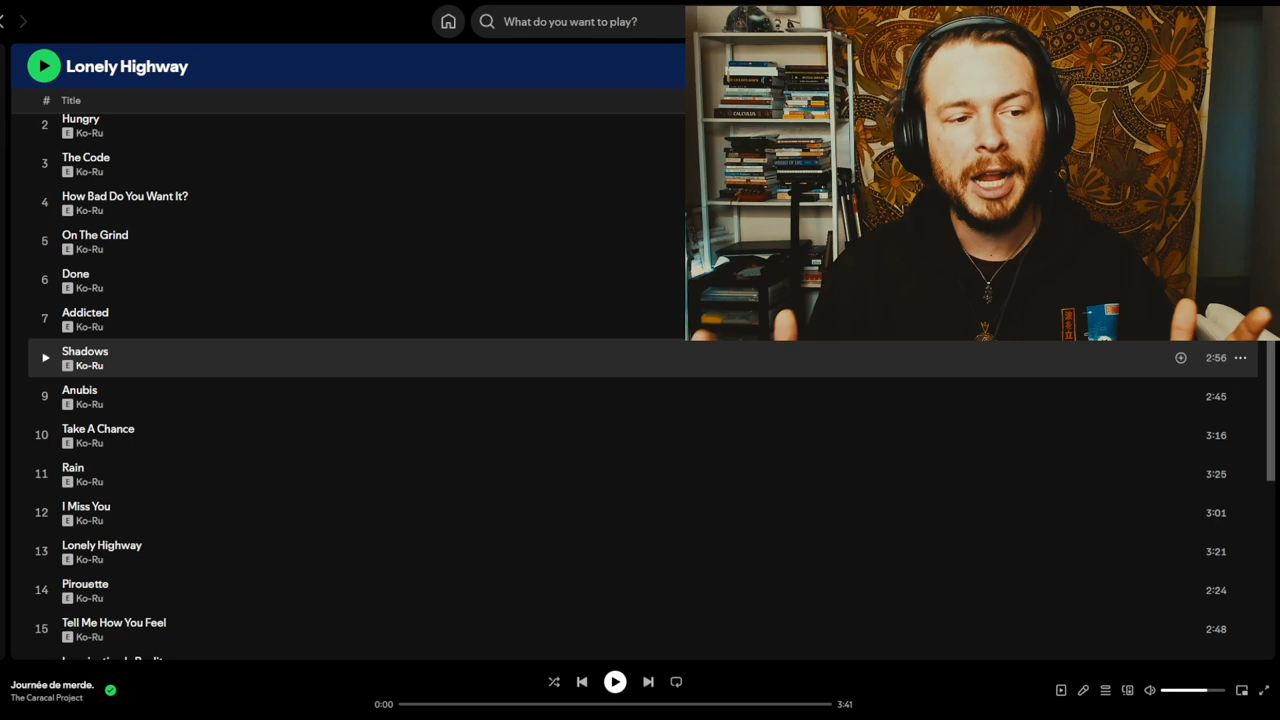 What do you want to play?
Lonely Highway
# Title
2 Hungry
E Ko-Ru
3 The Code
E Ko-Ru
4 How Bad Do You Want It?
E Ko-Ru
5 On The Grind
E Ko-Ru
6 Done
E Ko-Ru
7 Addicted
E Ko-Ru
Shadows
E Ko-Ru
2:56
9 Anubis
E Ko-Ru
2:45
10 Take A Chance
E Ko-Ru
3:16
11 Rain
E Ko-Ru
3:25
12 I Miss You
E Ko-Ru
3:01
13 Lonely Highway
E Ko-Ru
3:21
14 Pirouette
E Ko-Ru
2:24
15 Tell Me How You Feel
E Ko-Ru
2:48
Journée de merde.
The Caracal Project
0:00
3:41
CALCULUS